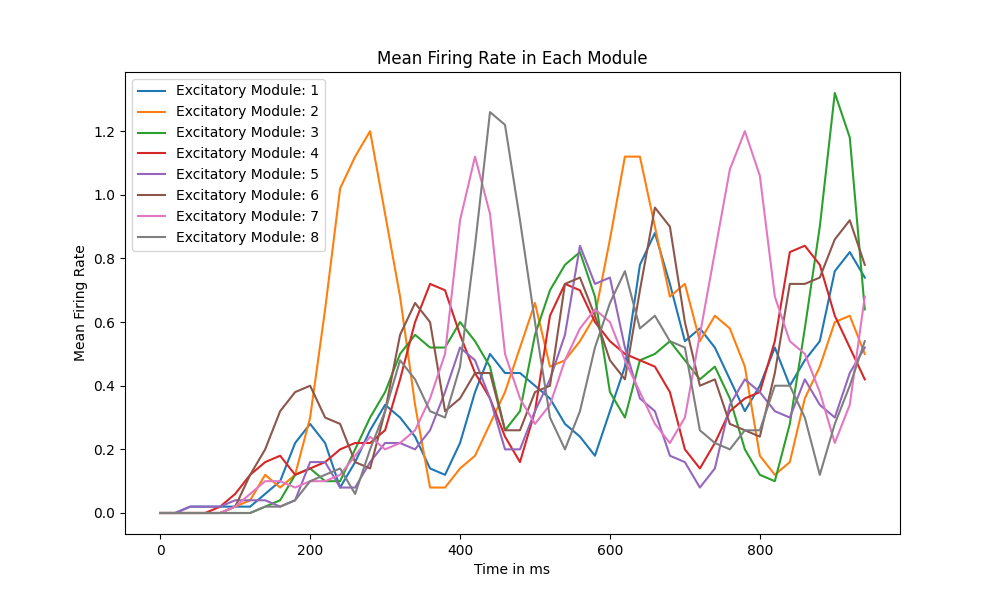 Mean Firing Rate in Each Module
Excitatory Module: 1
Excitatory Module: 2
Excitatory Module: 3
Excitatory Module: 4
Excitatory Module: 5
Excitatory Module: 6
Excitatory Module: 7
Excitatory Module: 8
Mean Firing Rate
1.2
1.0
0.8
0.6
0.4
0.2
0.0
0 200 400 600 800
Time in ms